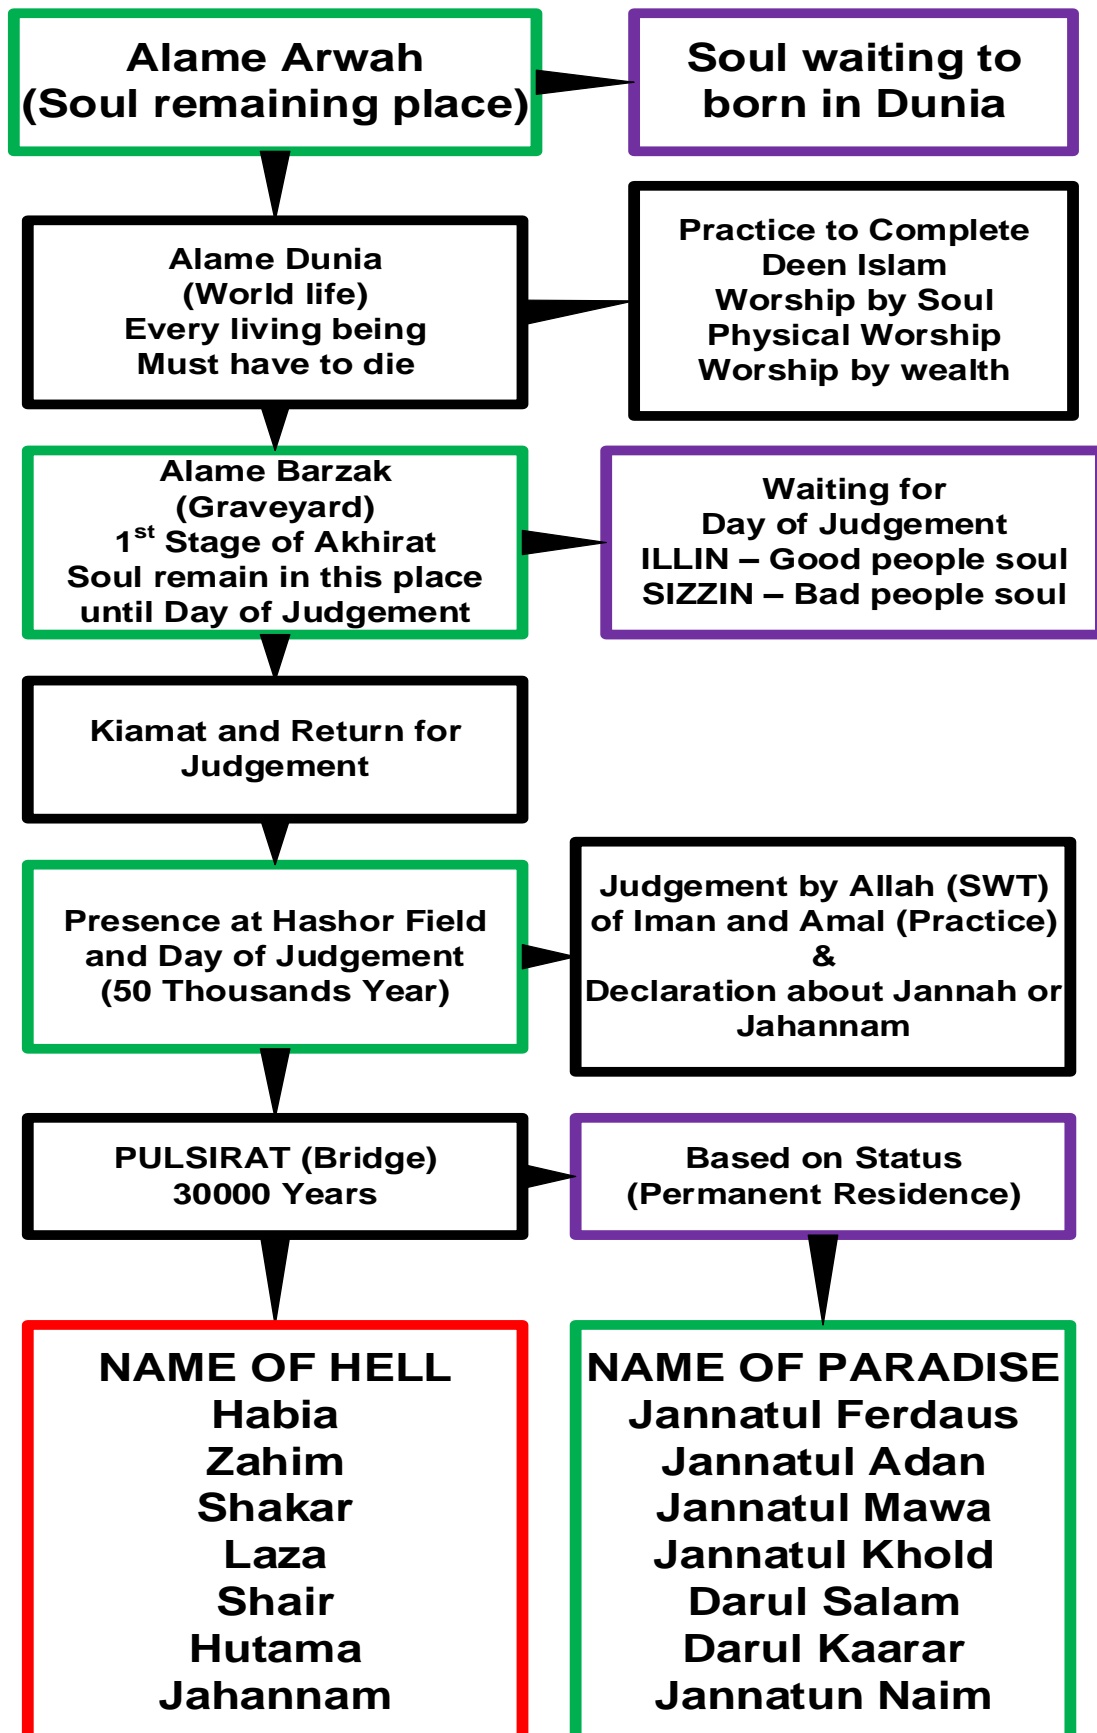 Alame Arwah
(Soul remaining place)
Soul waiting to
born in Dunia
Alame Dunia
(World life)
Every living being
Must have to die
Practice to Complete
Deen Islam
Worship by Soul
Physical Worship
Worship by wealth
Alame Barzak
(Graveyard)
1st Stage of Akhirat
Soul remain in this place
until Day of Judgement
Waiting for
Day of Judgement
ILLIN – Good people soul
SIZZIN – Bad people soul
Kiamat and Return for
Judgement
Presence at Hashor Field
and Day of Judgement
(50 Thousands Year)
Judgement by Allah (SWT)
of Iman and Amal (Practice)
&
Declaration about Jannah or
Jahannam
PULSIRAT (Bridge)
30000 Years
Based on Status
(Permanent Residence)
NAME OF HELL
Habia
Zahim
Shakar
Laza
Shair
Hutama
Jahannam
NAME OF PARADISE
Jannatul Ferdaus
Jannatul Adan
Jannatul Mawa
Jannatul Khold
Darul Salam
Darul Kaarar
Jannatun Naim